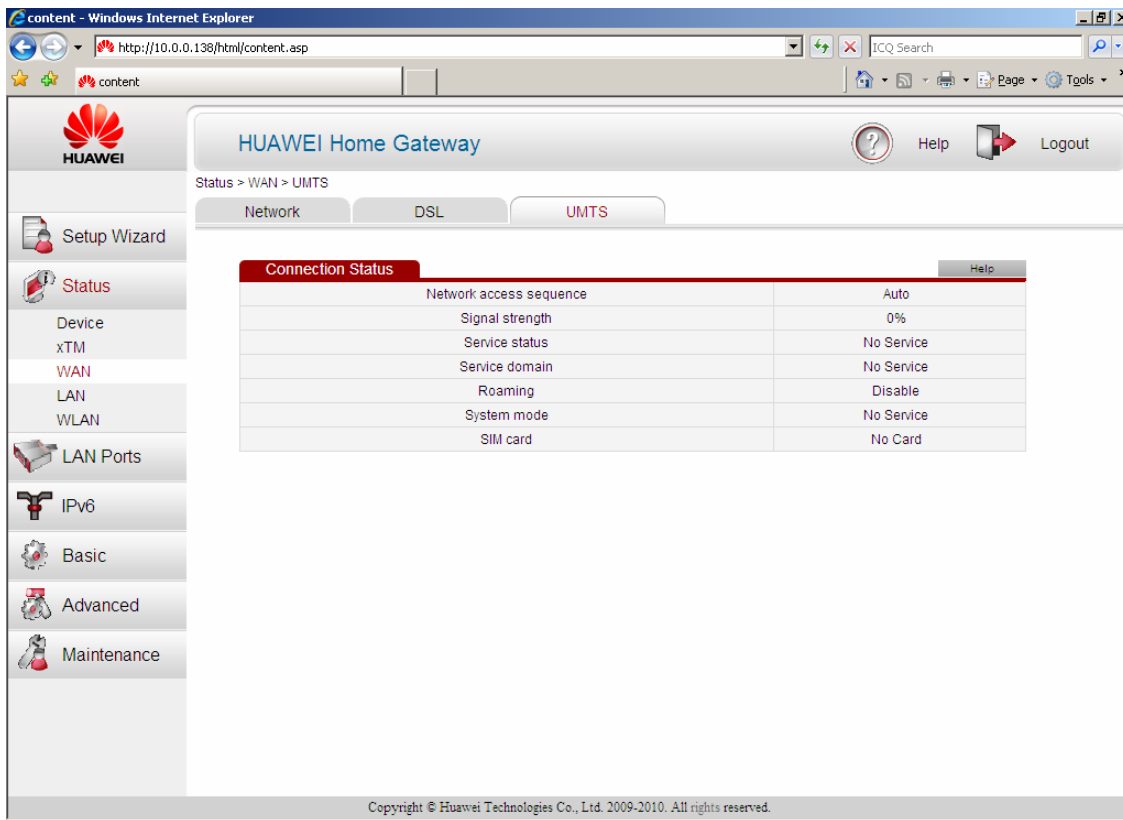 content - Windows Internet Explorer
http://10.0.0.138/html/content.asp
ICQ Search
content
Page
Tools
HUAWEI
HUAWEI Home Gateway
Help
Logout
Status > WAN > UMTS
Network DSL UMTS
Setup Wizard
Status
Device
xTM
WAN
LAN
WLAN
LAN Ports
IPv6
Basic
Advanced
Maintenance
Connection Status Help
Network access sequence Auto
Signal strength 0%
Service status No Service
Service domain No Service
Roaming Disable
System mode No Service
SIM card No Card
Copyright © Huawei Technologies Co., Ltd. 2009-2010. All rights reserved.